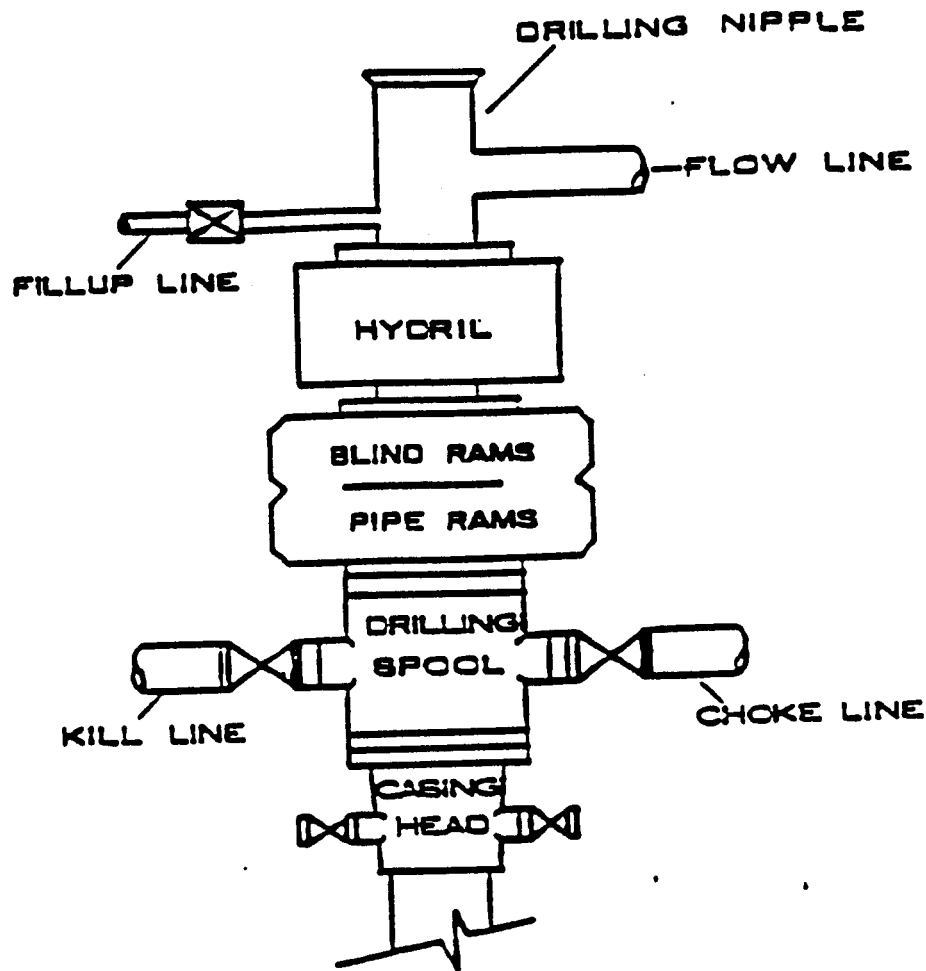 DRILLING NIPPLE
FLOW LINE
FILLUP LINE
HYDRIL
BLIND RAMS
PIPE RAMS
DRILLING
SPOOL
KILL LINE
CHOKE LINE
CASING
HEAD